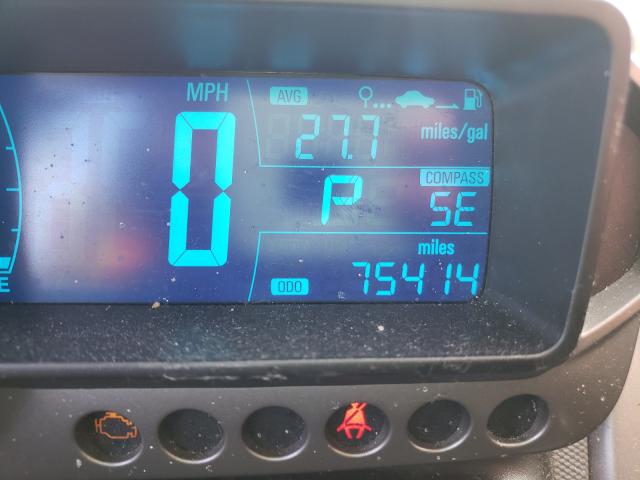 MPH AVG
27.7 miles/gal
0
COMPASS
P SE
miles
E
ODO 75414